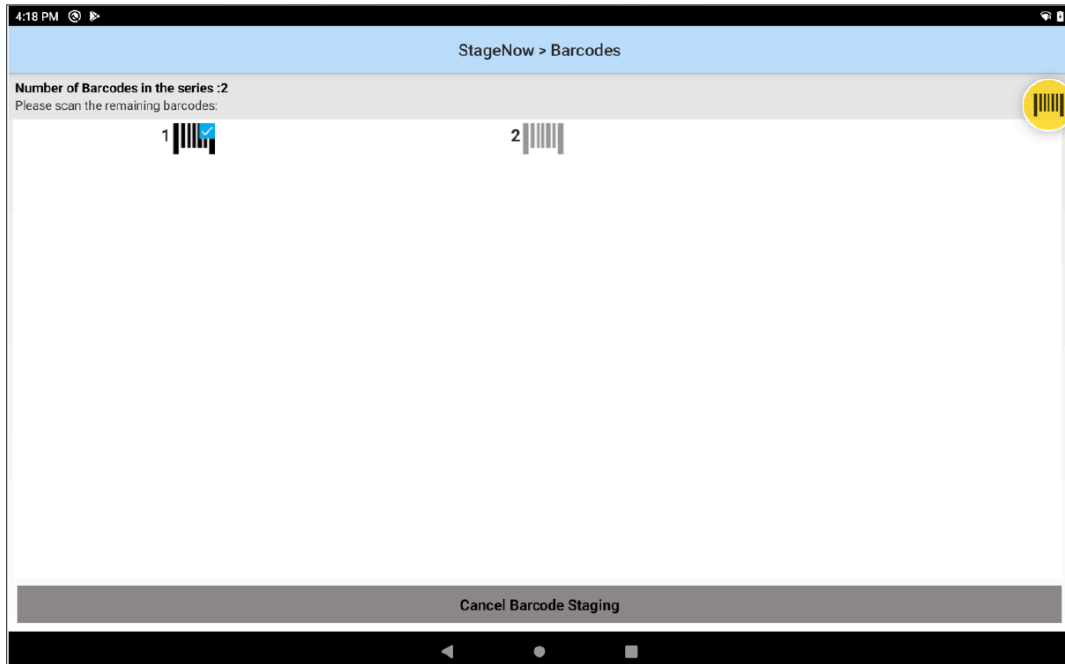 4:18 PM
StageNow > Barcodes
Number of Barcodes in the series :2
Please scan the remaining barcodes:
1
2
Cancel Barcode Staging